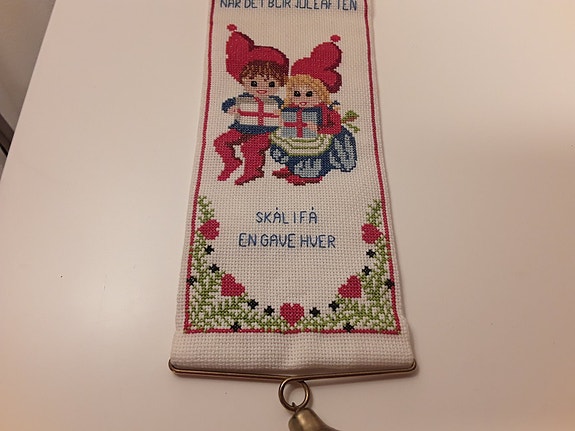 NÅR DET BLIR JULEAFTEN
SKÅL I FÅ
EN GAVE HVER